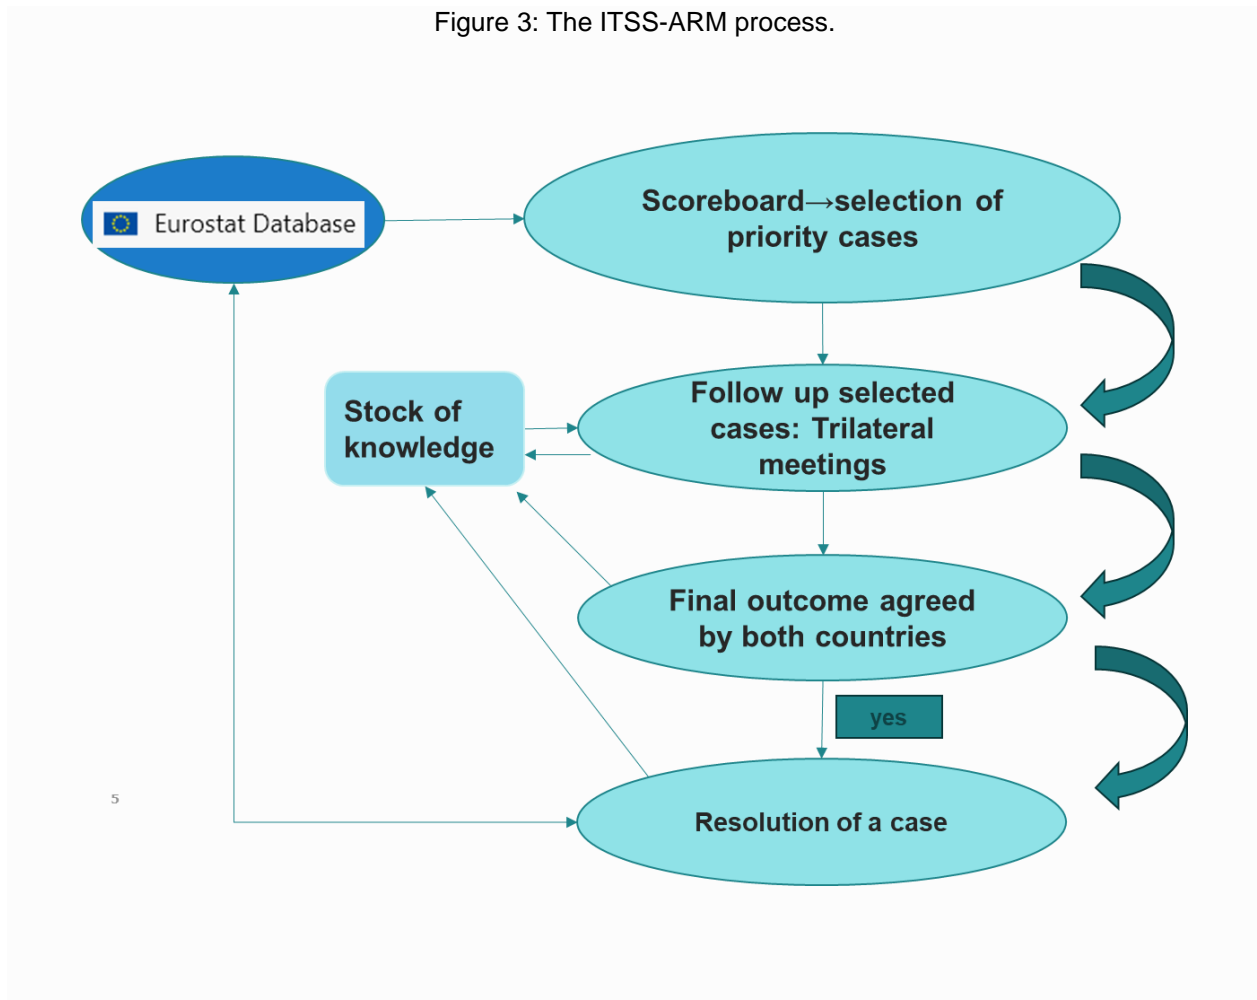 Figure 3: The ITSS-ARM process.
Eurostat Database
Scoreboard→selection of
priority cases
Stock of
knowledge
Follow up selected
cases: Trilateral
meetings
Final outcome agreed
by both countries
yes
Resolution of a case
5